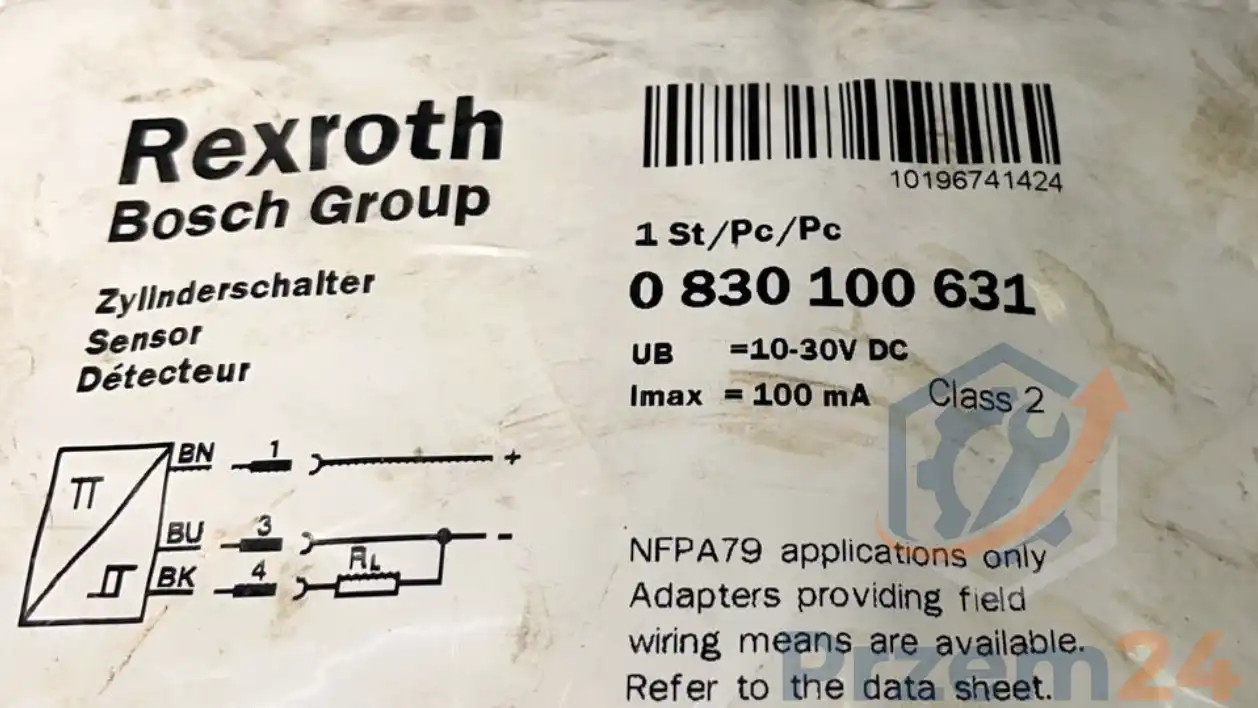 Rexroth
Bosch Group
Zylinderschalter
Sensor
Détecteur
BN 1 +
BU 3 -
BK 4 RL
10196741424
1 St/Pc/Pc
0 830 100 631
UB =10-30V DC
Imax = 100 mA Class 2
NFPA79 applications only
Adapters providing field
wiring means are available.
Refer to the data sheet.
Przem24